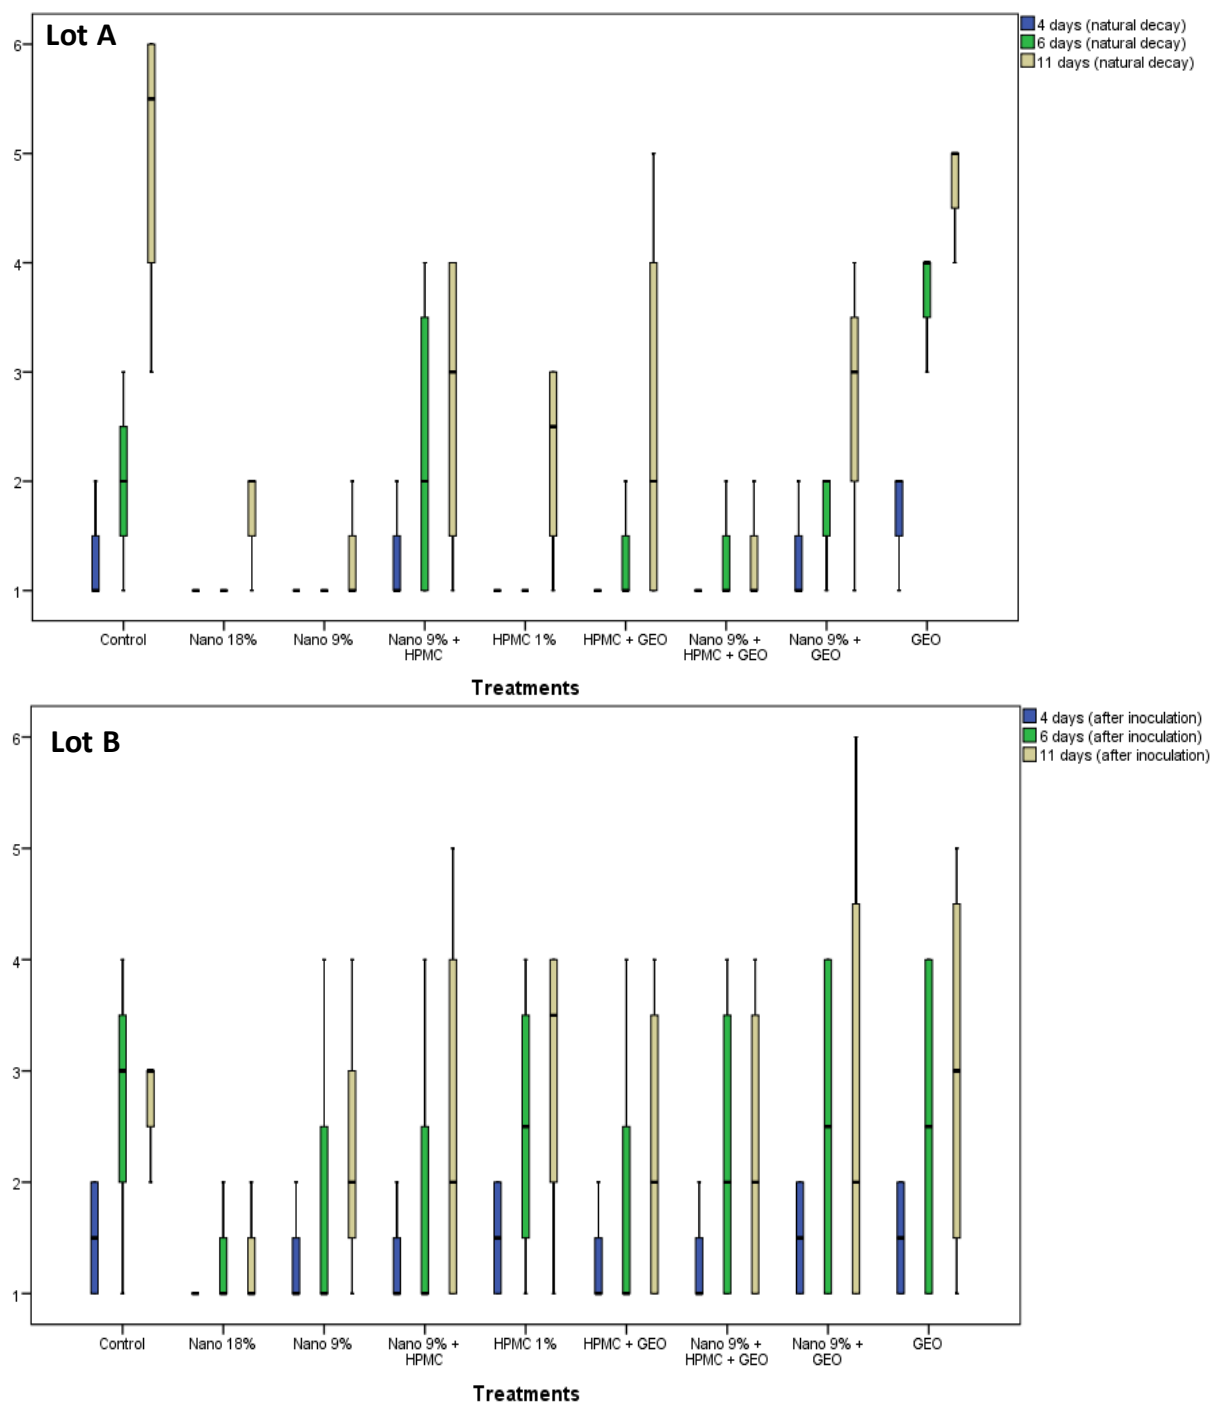 Lot A
4 days (natural decay)
6 days (natural decay)
11 days (natural decay)
6
5
4
3
2
1
Control
Nano 18%
Nano 9%
Nano 9% +
HPMC
HPMC 1%
HPMC + GEO
Nano 9% +
HPMC + GEO
Nano 9% +
GEO
GEO
Treatments
Lot B
4 days (after inoculation)
6 days (after inoculation)
11 days (after inoculation)
6
5
4
3
2
1
Control
Nano 18%
Nano 9%
Nano 9% +
HPMC
HPMC 1%
HPMC + GEO
Nano 9% +
HPMC + GEO
Nano 9% +
GEO
GEO
Treatments